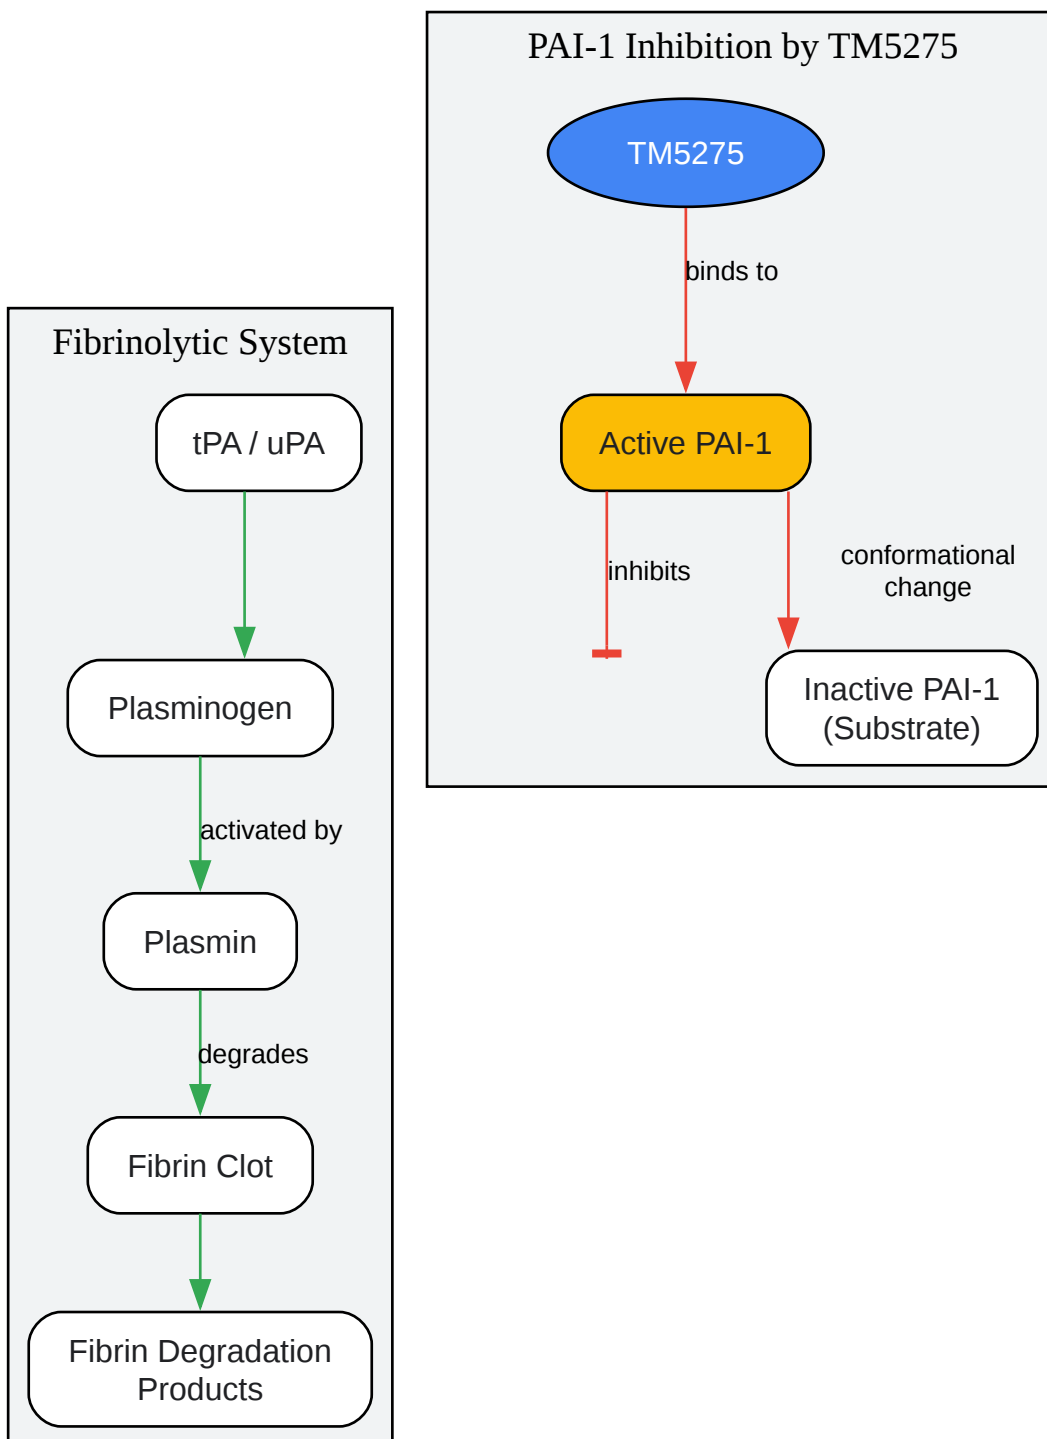 PAI-1 Inhibition by TM5275
TM5275
binds to
Active PAI-1
inhibits
conformational
change
Inactive PAI-1
(Substrate)
Fibrinolytic System
tPA / uPA
Plasminogen
activated by
Plasmin
degrades
Fibrin Clot
Fibrin Degradation
Products